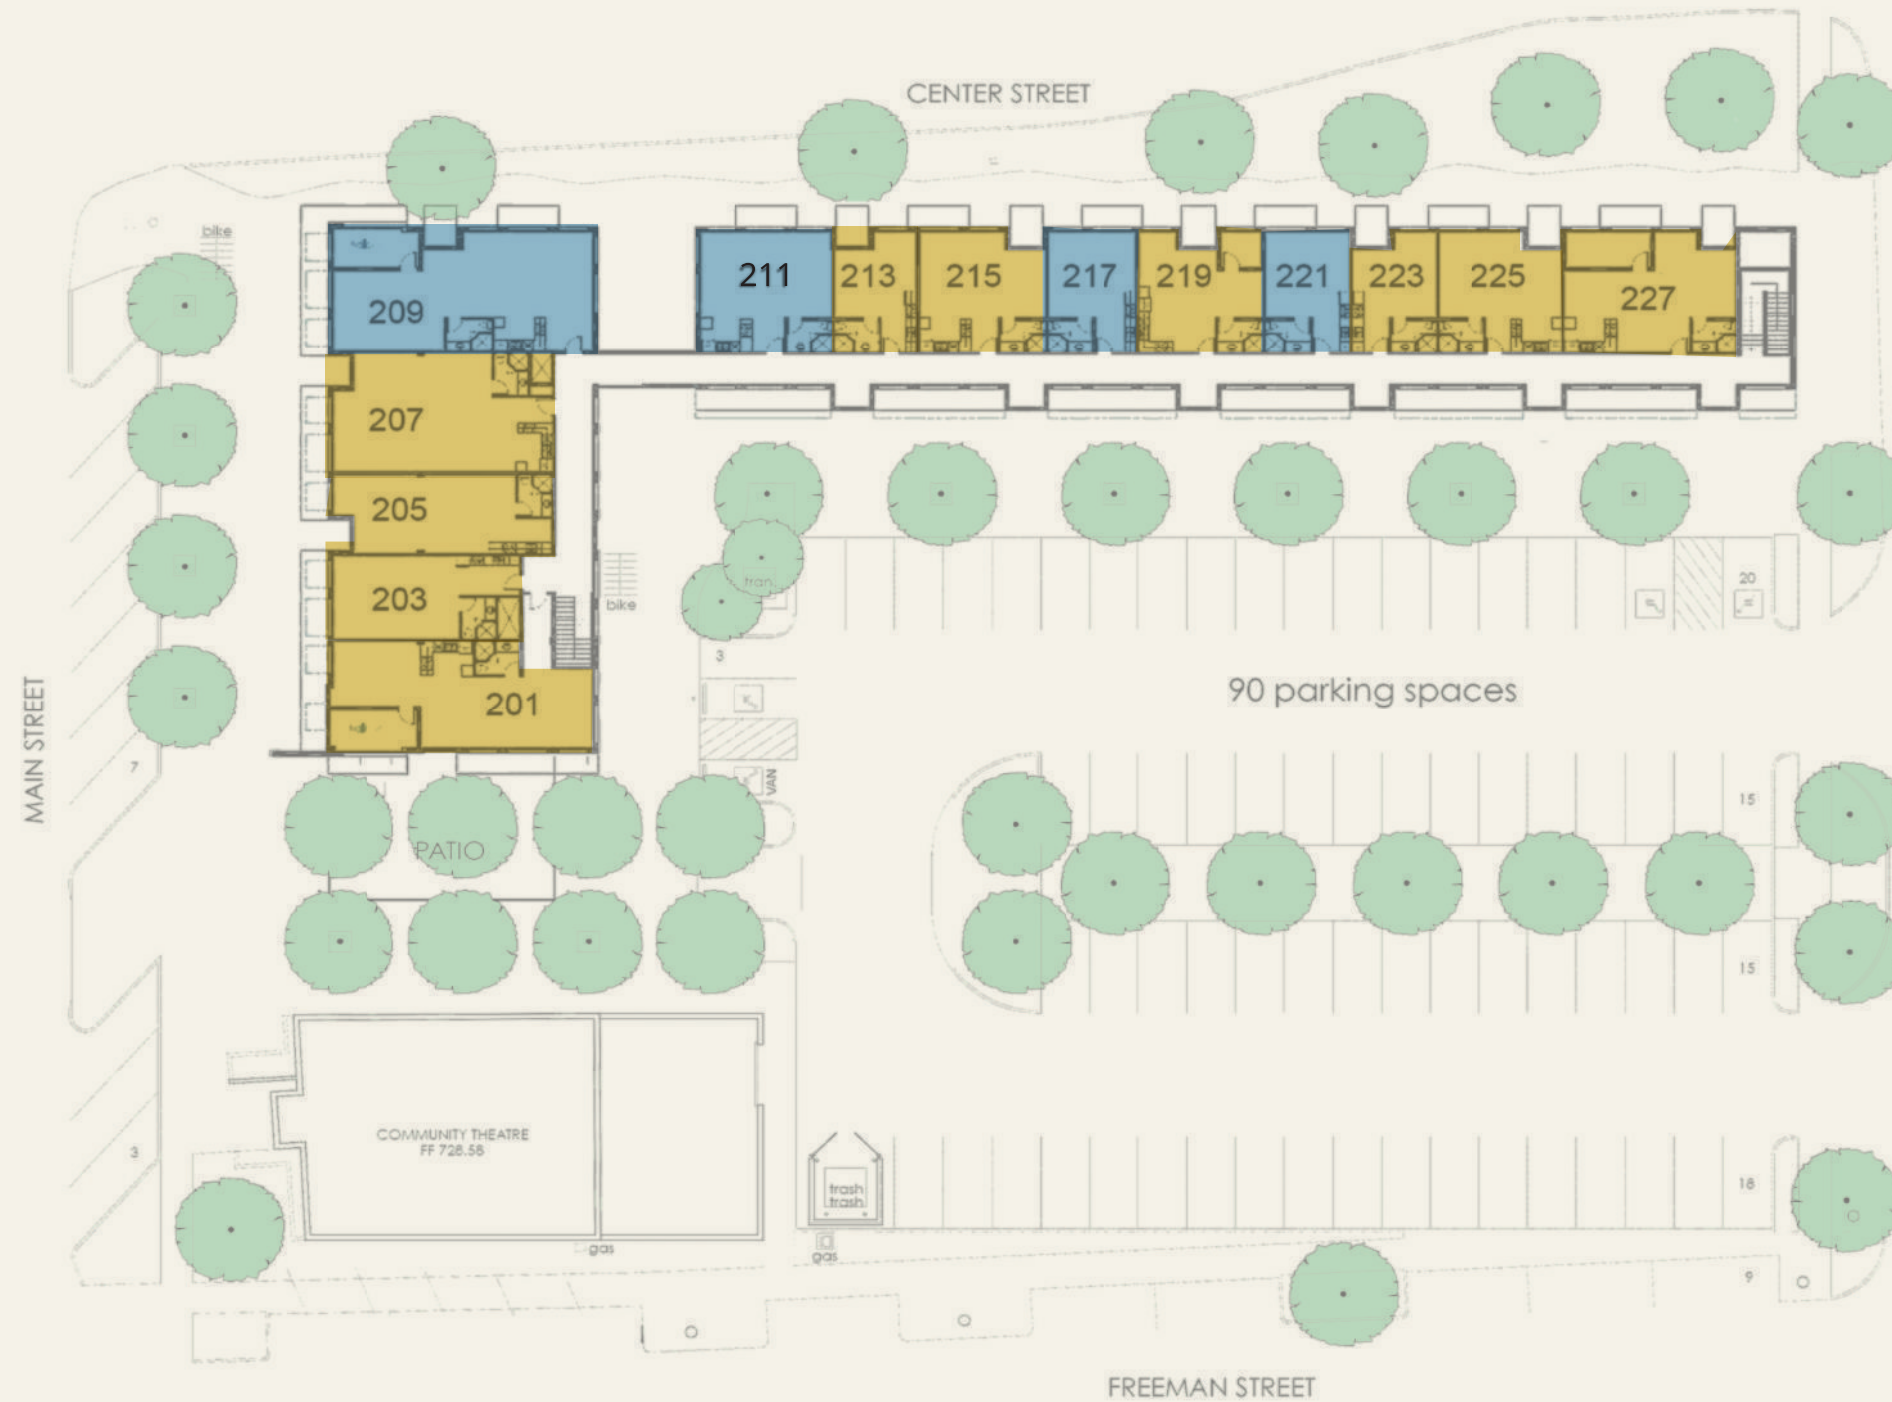 CENTER STREET
bike
209
211
213
215
217
219
221
223
225
227
207
205
203
201
bike
tran.
20
3
90 parking spaces
MAIN STREET
7
VAN
15
PATIO
15
COMMUNITY THEATRE
FF 728.58
3
trash
trash
18
gas
gas
9
FREEMAN STREET